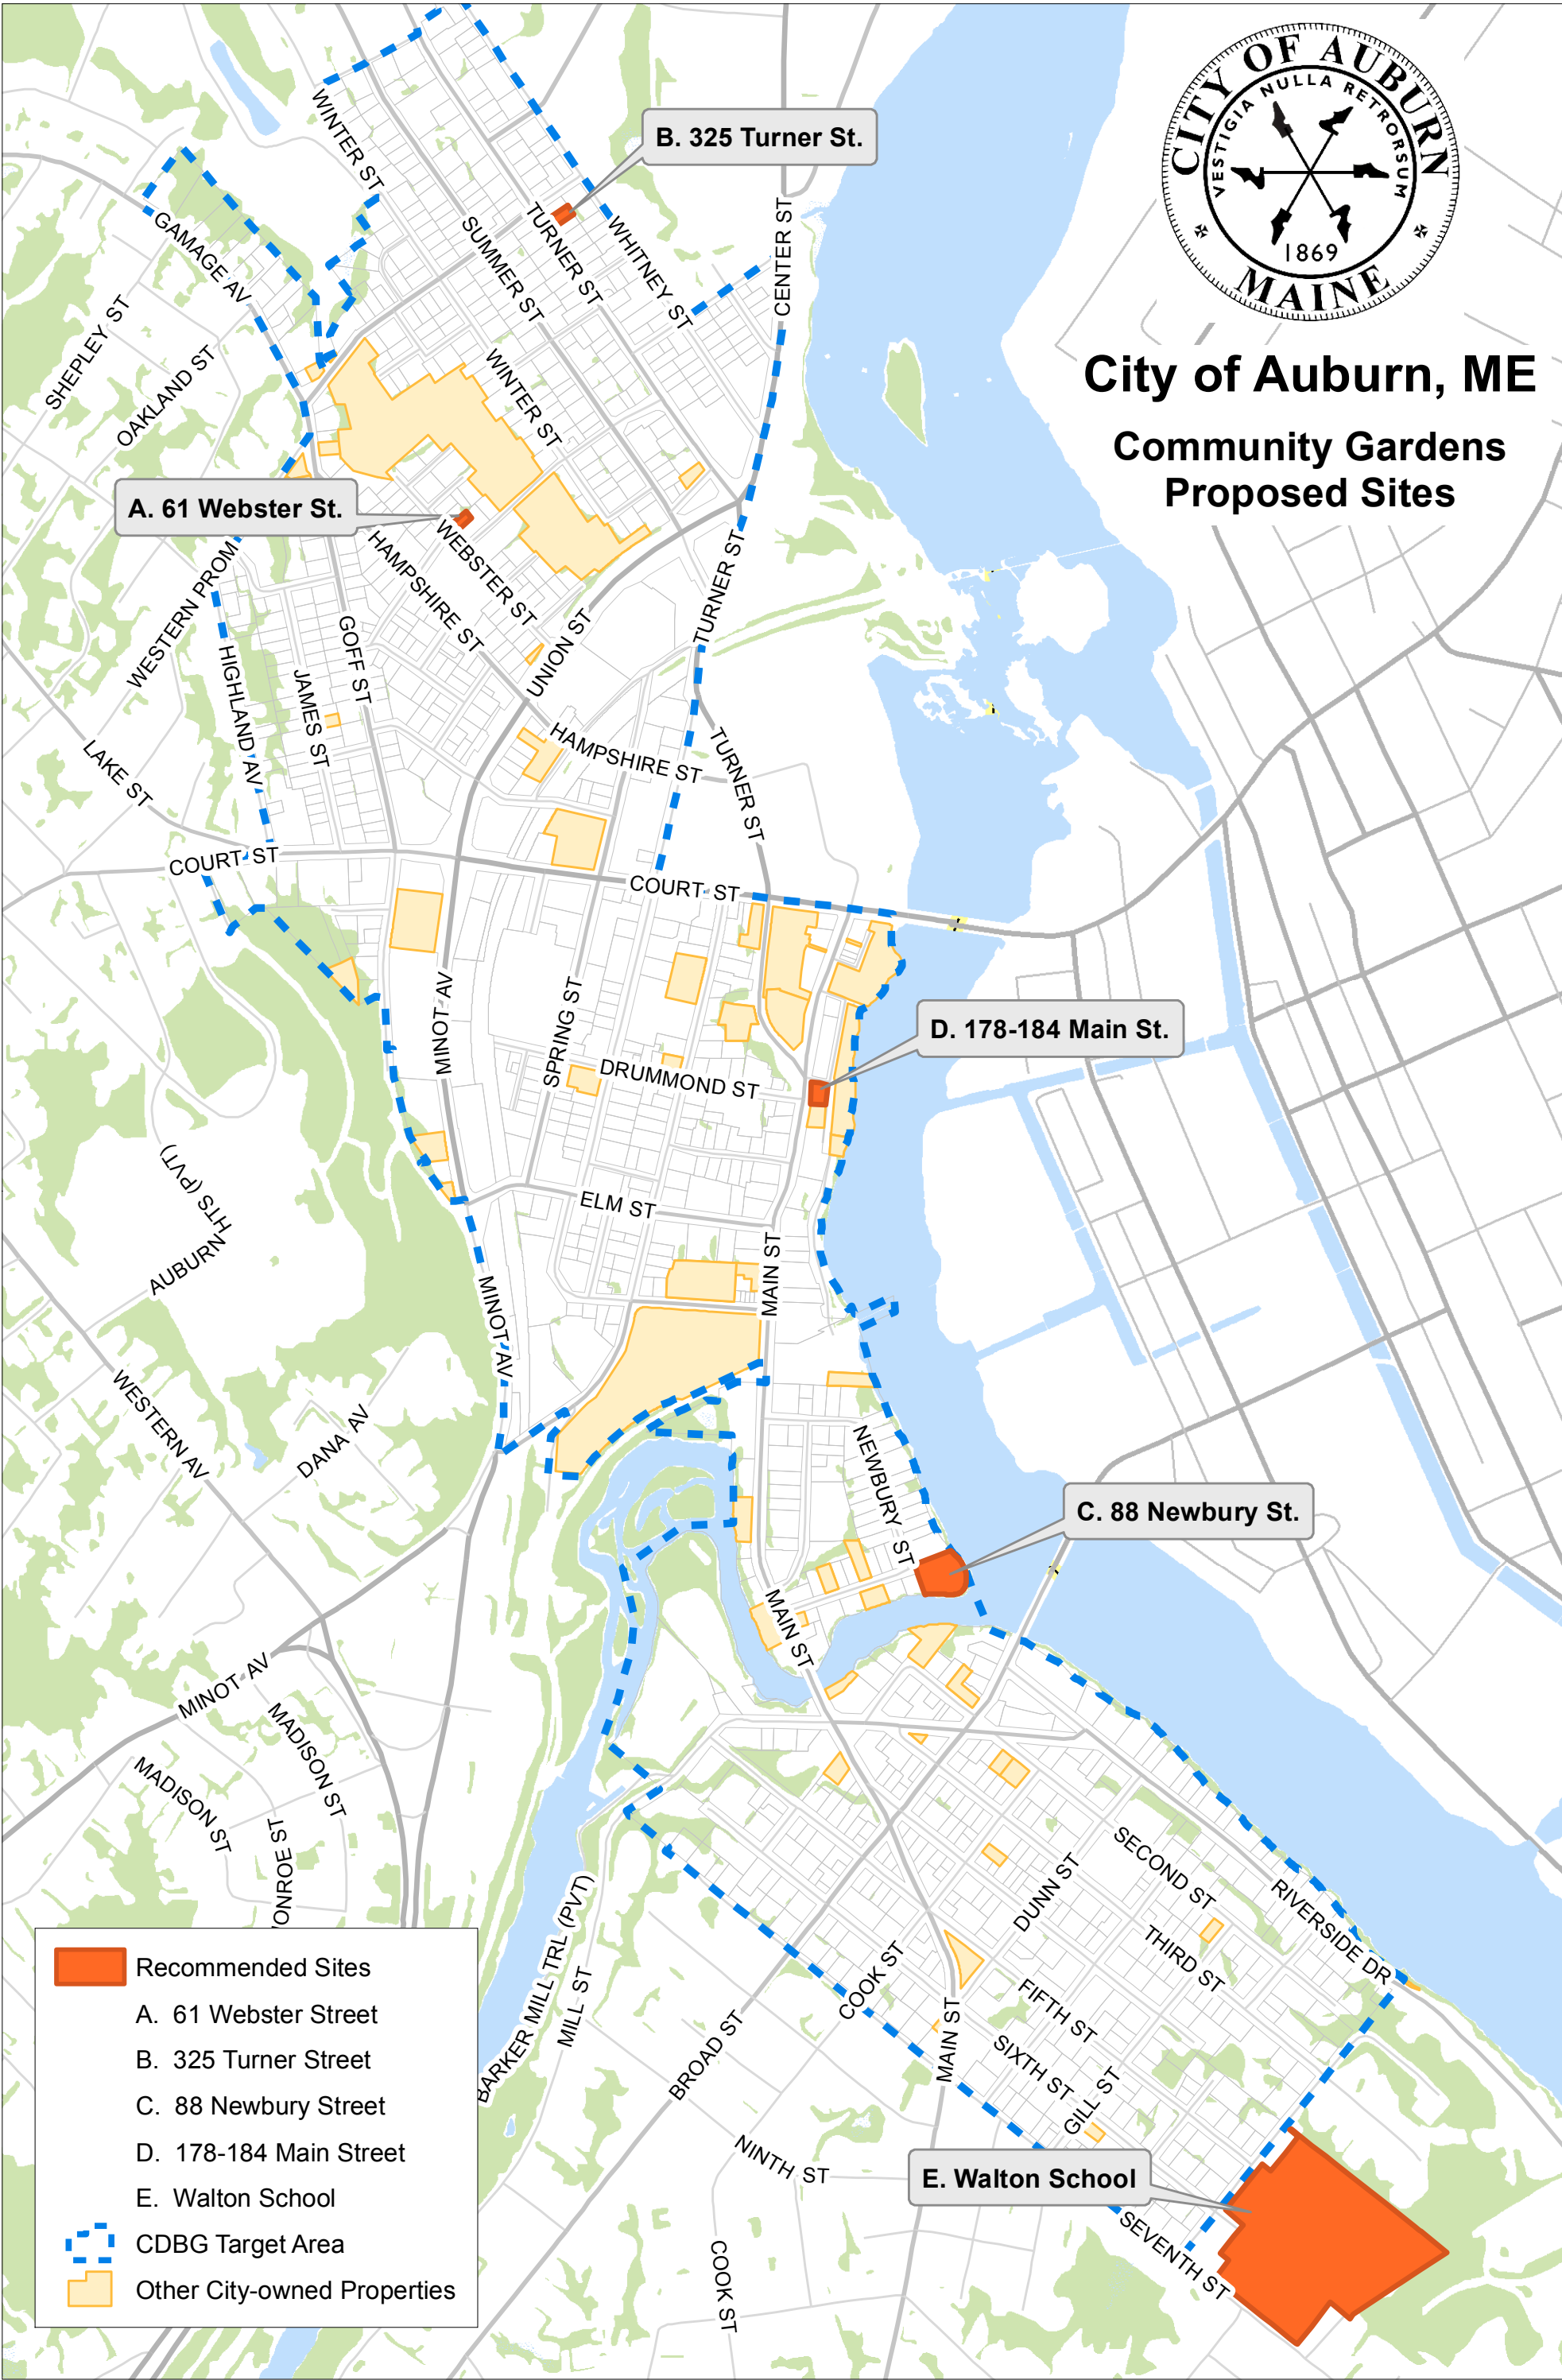 CITY OF AUBURN
VESTIGIA NULLA RETRORSUM
1869
MAINE
City of Auburn, ME
Community Gardens
Proposed Sites
B. 325 Turner St.
WINTER ST
SUMMER ST
TURNER ST
WHITNEY ST
CENTER ST
GAMAGE AV
SHEPLEY ST
OAKLAND ST
WINTER ST
A. 61 Webster St.
WEBSTER ST
HAMPSHIRE ST
WESTERN PROM
TURNER ST
UNION ST
GOFF ST
HIGHLAND AV
JAMES ST
LAKE ST
HAMPSHIRE ST
TURNER ST
COURT ST
COURT ST
MINOT AV
SPRING ST
D. 178-184 Main St.
DRUMMOND ST
AUBURN
HTS (PVT)
ELM ST
MAIN ST
MINOT AV
WESTERN AV
DANA AV
NEWBURY ST
C. 88 Newbury St.
MAIN ST
MINOT AV
MADISON ST
MADISON ST
ONROE ST
SECOND ST
DUNN ST
RIVERSIDE DR
THIRD ST
BARKER MILL TRL (PVT)
MILL ST
COOK ST
FIFTH ST
BROAD ST
MAIN ST
SIXTH ST
GILL ST
NINTH ST
E. Walton School
SEVENTH ST
COOK ST
Recommended Sites
A. 61 Webster Street
B. 325 Turner Street
C. 88 Newbury Street
D. 178-184 Main Street
E. Walton School
CDBG Target Area
Other City-owned Properties